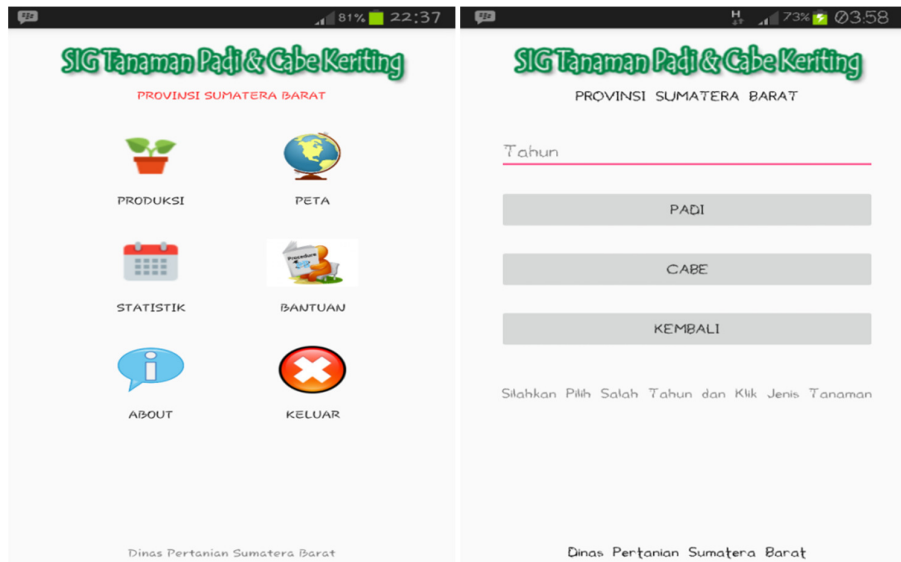 81% 22:37
SIG Tanaman Padi & Cabe Keriting
PROVINSI SUMATERA BARAT
PRODUKSI
PETA
STATISTIK
Procedure
BANTUAN
ABOUT
KELUAR
Dinas Pertanian Sumatera Barat
H 73% 03:58
SIG Tanaman Padi & Cabe Keriting
PROVINSI SUMATERA BARAT
Tahun
PADI
CABE
KEMBALI
Silahkan Pilih Salah Tahun dan Klik Jenis Tanaman
Dinas Pertanian Sumatera Barat